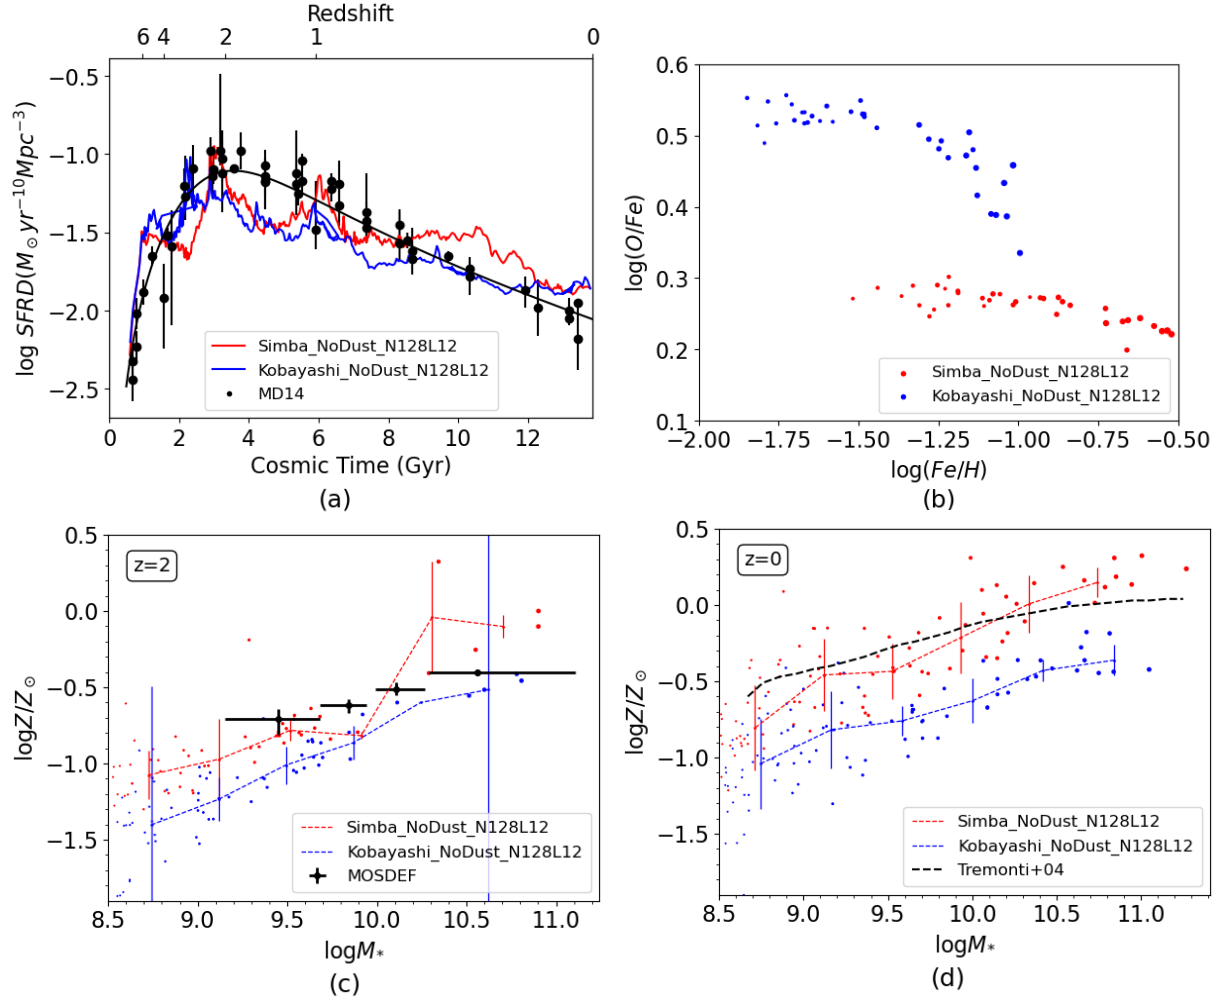 Redshift
6 4 2 1 0
log SFRD(M⊙yr−10Mpc−3)
−0.5
−1.0
−1.5
−2.0
−2.5
Simba_NoDust_N128L12
Kobayashi_NoDust_N128L12
MD14
0 2 4 6 8 10 12
Cosmic Time (Gyr)
(a)
log(O/Fe)
0.6
0.5
0.4
0.3
0.2
0.1
Simba_NoDust_N128L12
Kobayashi_NoDust_N128L12
−2.00 −1.75 −1.50 −1.25 −1.00 −0.75 −0.50
log(Fe/H)
(b)
logZ/Z⊙
0.5
0.0
−0.5
−1.0
−1.5
z=2
Simba_NoDust_N128L12
Kobayashi_NoDust_N128L12
MOSDEF
8.5 9.0 9.5 10.0 10.5 11.0
logM*
(c)
logZ/Z⊙
0.5
0.0
−0.5
−1.0
−1.5
z=0
Simba_NoDust_N128L12
Kobayashi_NoDust_N128L12
Tremonti+04
8.5 9.0 9.5 10.0 10.5 11.0
logM*
(d)